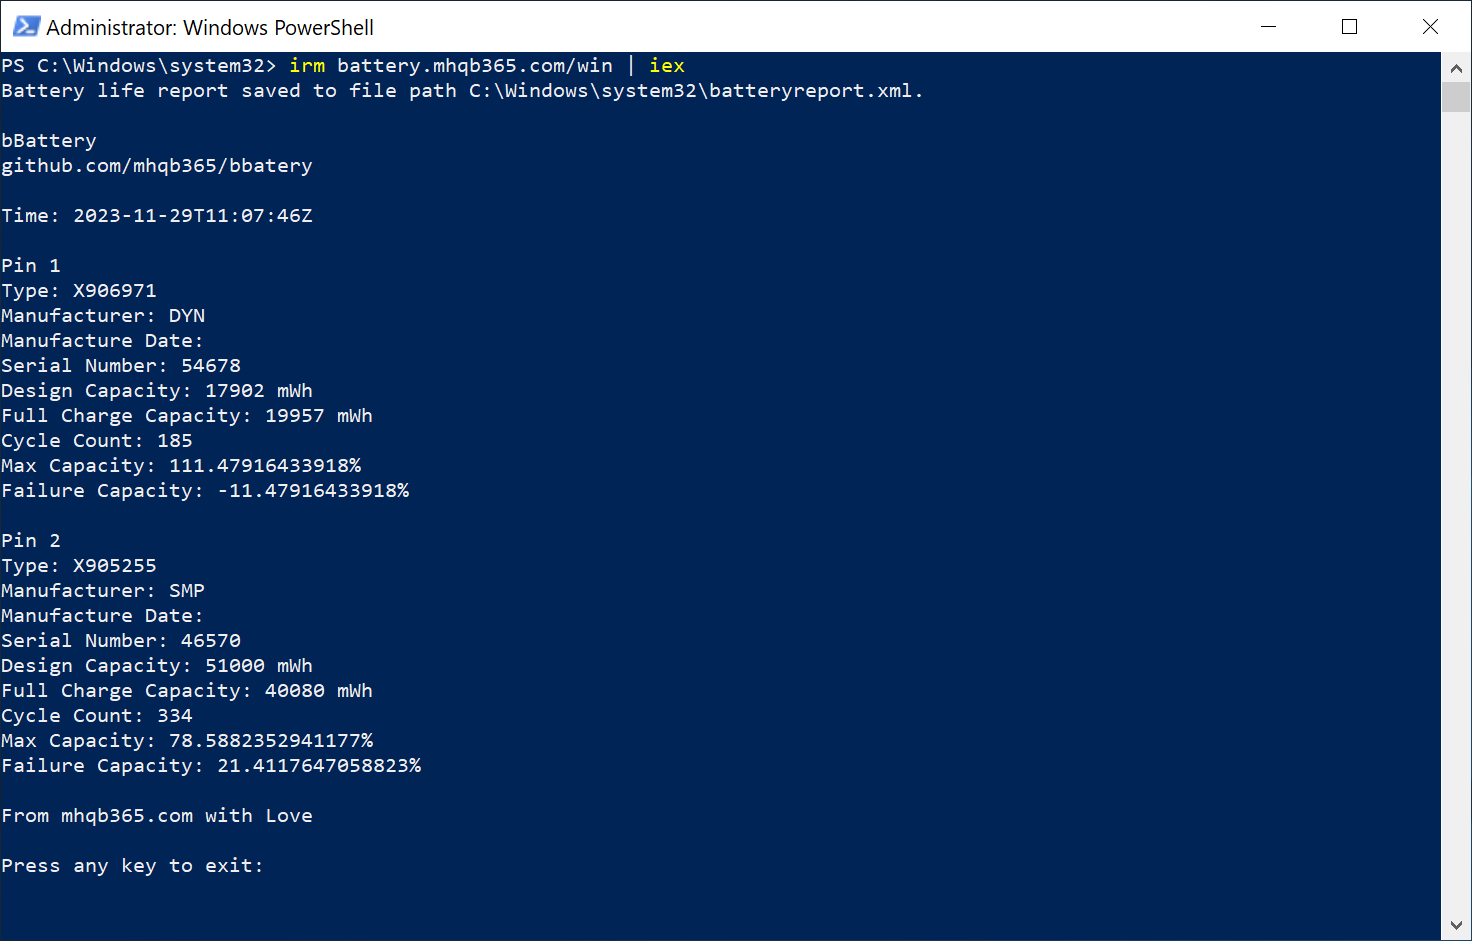 Administrator: Windows PowerShell
PS C:\Windows\system32> irm battery.mhqb365.com/win | iex
Battery life report saved to file path C:\Windows\system32\batteryreport.xml.
bBattery
github.com/mhqb365/bbatery
Time: 2023-11-29T11:07:46Z
Pin 1
Type: X906971
Manufacturer: DYN
Manufacture Date:
Serial Number: 54678
Design Capacity: 17902 mWh
Full Charge Capacity: 19957 mWh
Cycle Count: 185
Max Capacity: 111.47916433918%
Failure Capacity: -11.47916433918%
Pin 2
Type: X905255
Manufacturer: SMP
Manufacture Date:
Serial Number: 46570
Design Capacity: 51000 mWh
Full Charge Capacity: 40080 mWh
Cycle Count: 334
Max Capacity: 78.5882352941177%
Failure Capacity: 21.4117647058823%
From mhqb365.com with Love
Press any key to exit: